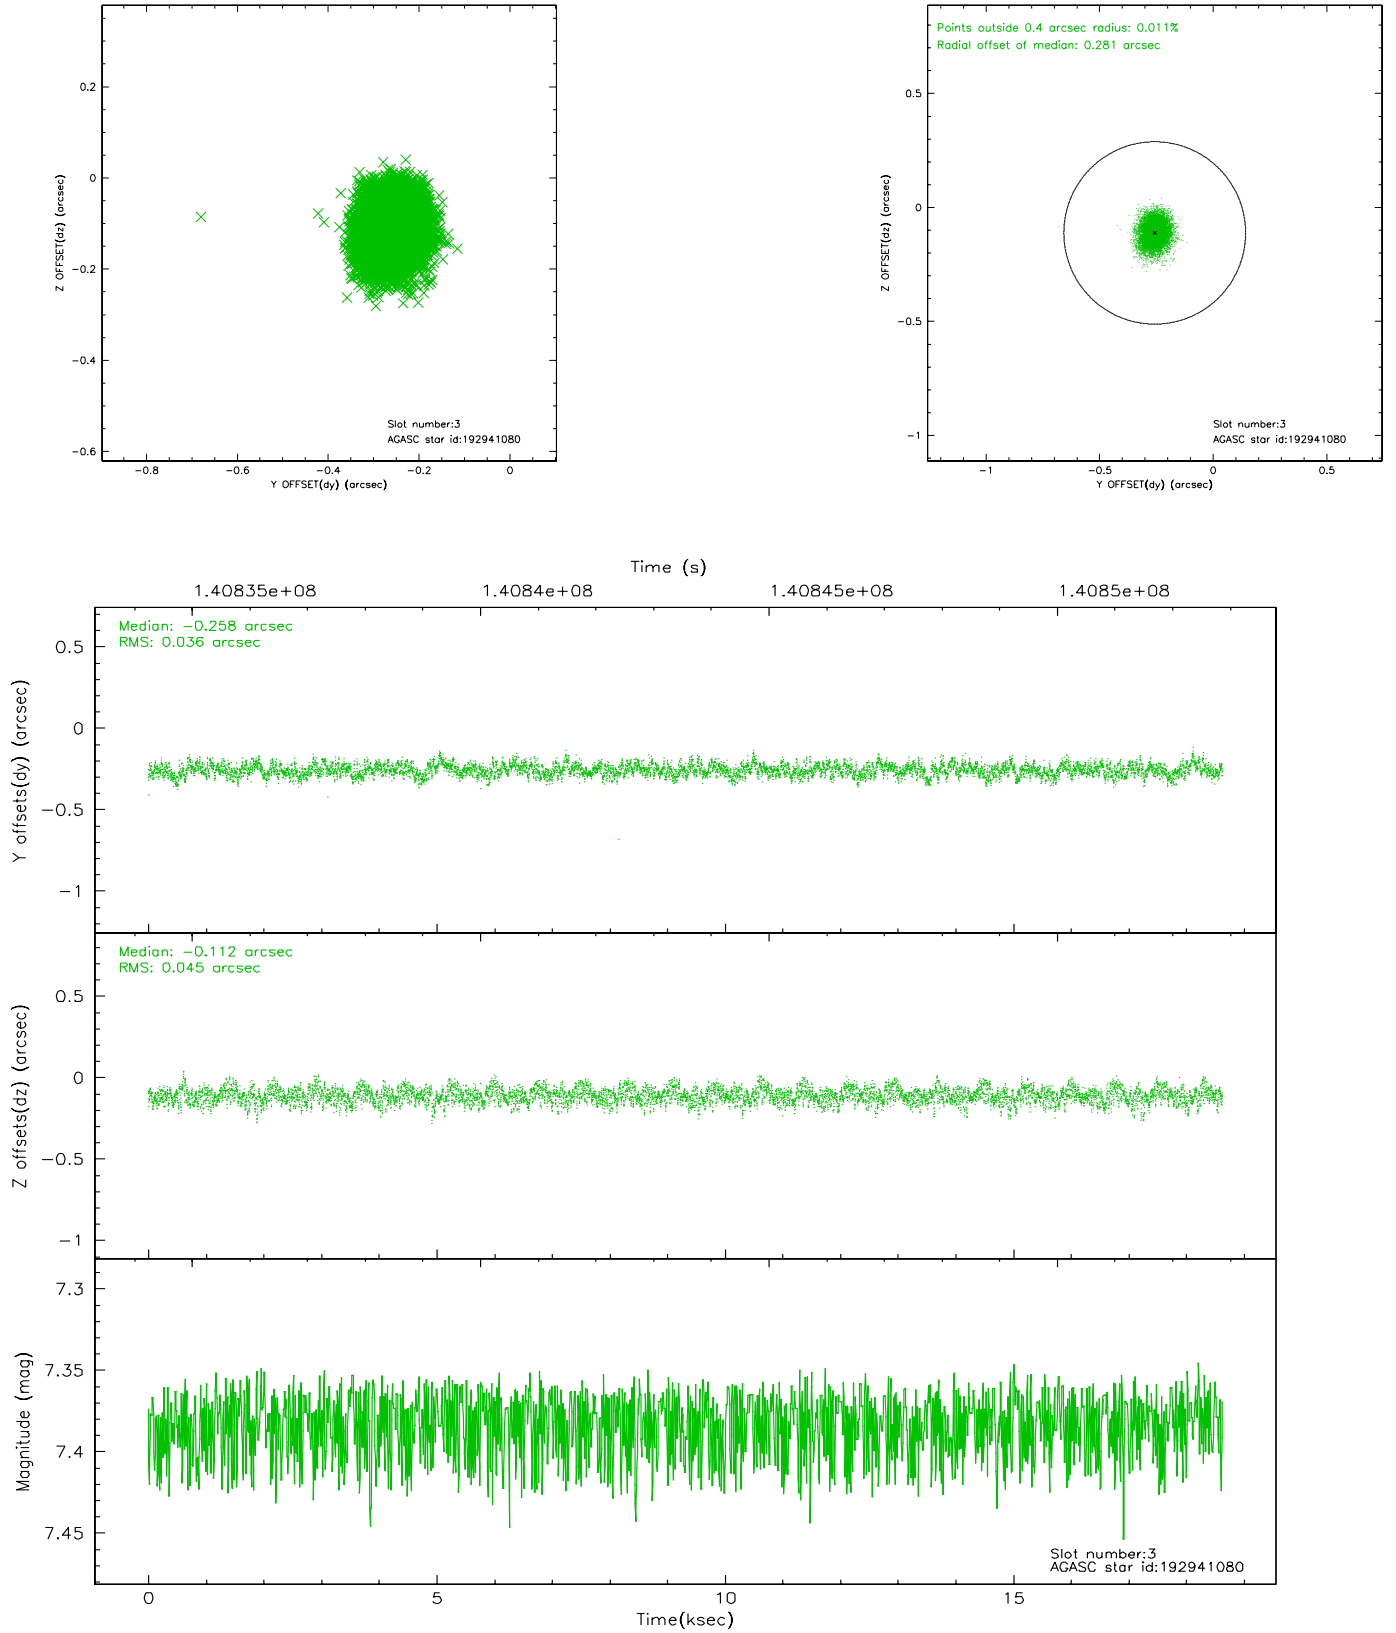 0.2
0
−0.2
−0.4
−0.6
Z OFFSET(dz) (arcsec)
−0.8
−0.6
−0.4
−0.2
0
Y OFFSET(dy) (arcsec)
Slot number:3
AGASC star id:192941080
Points outside 0.4 arcsec radius: 0.011%
Radial offset of median: 0.281 arcsec
0.5
0
−0.5
−1
Z OFFSET(dz) (arcsec)
−1
−0.5
0
0.5
Y OFFSET(dy) (arcsec)
Slot number:3
AGASC star id:192941080
Time (s)
1.40835e+08
1.4084e+08
1.40845e+08
1.4085e+08
Median: −0.258 arcsec
RMS: 0.036 arcsec
0.5
0
−0.5
−1
Y offsets(dy) (arcsec)
Median: −0.112 arcsec
RMS: 0.045 arcsec
0.5
0
−0.5
−1
Z offsets(dz) (arcsec)
7.3
7.35
7.4
7.45
Magnitude (mag)
Slot number:3
AGASC star id:192941080
0
5
10
15
Time(ksec)